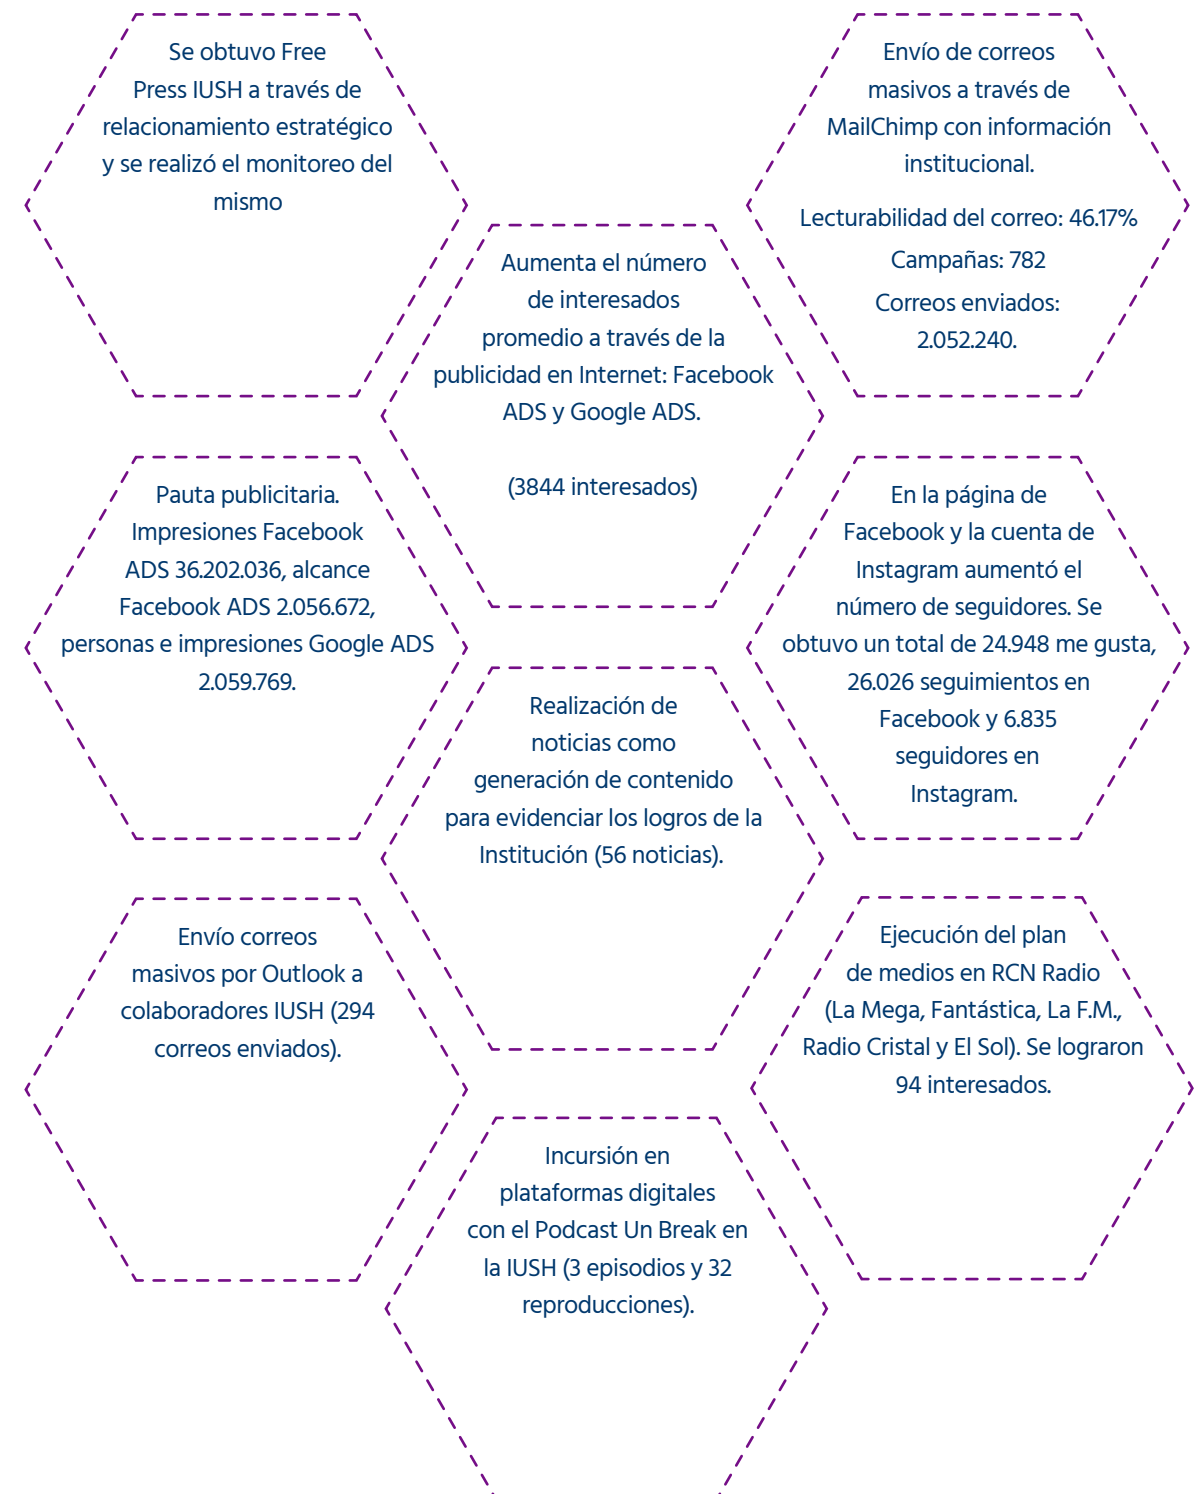 Se obtuvo Free
Press IUSH a través de
relacionamiento estratégico
y se realizó el monitoreo del
mismo
Envío de correos
masivos a través de
MailChimp con información
institucional.
Lecturabilidad del correo: 46.17%
Campañas: 782
Correos enviados:
2.052.240.
Aumenta el número
de interesados
promedio a través de la
publicidad en Internet: Facebook
ADS y Google ADS.
(3844 interesados)
Pauta publicitaria.
Impresiones Facebook
ADS 36.202.036, alcance
Facebook ADS 2.056.672,
personas e impresiones Google ADS
2.059.769.
En la página de
Facebook y la cuenta de
Instagram aumentó el
número de seguidores. Se
obtuvo un total de 24.948 me gusta,
26.026 seguimientos en
Facebook y 6.835
seguidores en
Instagram.
Realización de
noticias como
generación de contenido
para evidenciar los logros de la
Institución (56 noticias).
Envío correos
masivos por Outlook a
colaboradores IUSH (294
correos enviados).
Ejecución del plan
de medios en RCN Radio
(La Mega, Fantástica, La F.M.,
Radio Cristal y El Sol). Se lograron
94 interesados.
Incursión en
plataformas digitales
con el Podcast Un Break en
la IUSH (3 episodios y 32
reproducciones).